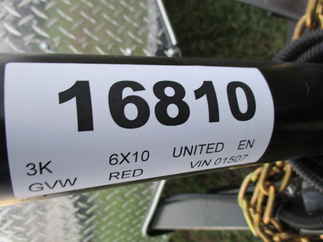 16810
3K 6X10 UNITED EN
GVW RED VIN 01507